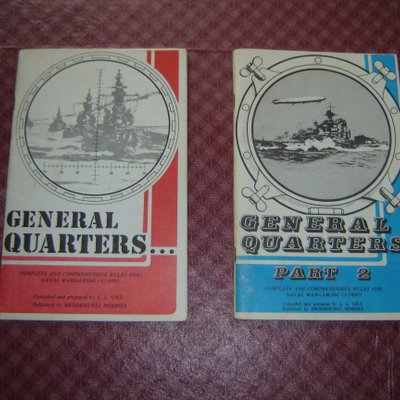 GENERAL
QUARTERS...
COMPLETE AND COMPREHENSIVE RULES FOR
NAVAL WARGAMING (1/2400)
Compiled and prepared by L. L. GILL
Published by BROOKHURST HOBBIES
GENERAL
QUARTERS
PART 2
COMPLETE AND COMPREHENSIVE RULES FOR
NAVAL WARGAMING (1/2400)
Compiled and prepared by L. L. GILL
Published by BROOKHURST HOBBIES